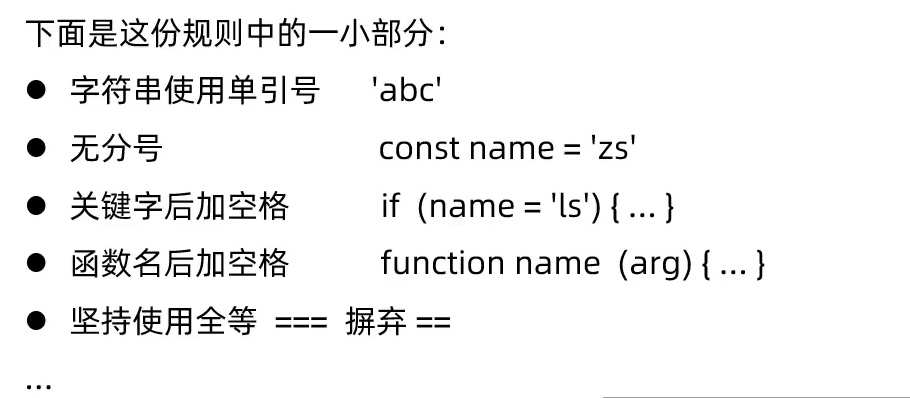 下面是这份规则中的一小部分：
● 字符串使用单引号 'abc'
● 无分号 const name = 'zs'
● 关键字后加空格 if (name = 'ls') { ... }
● 函数名后加空格 function name (arg) { ... }
● 坚持使用全等 === 摒弃 ==
...